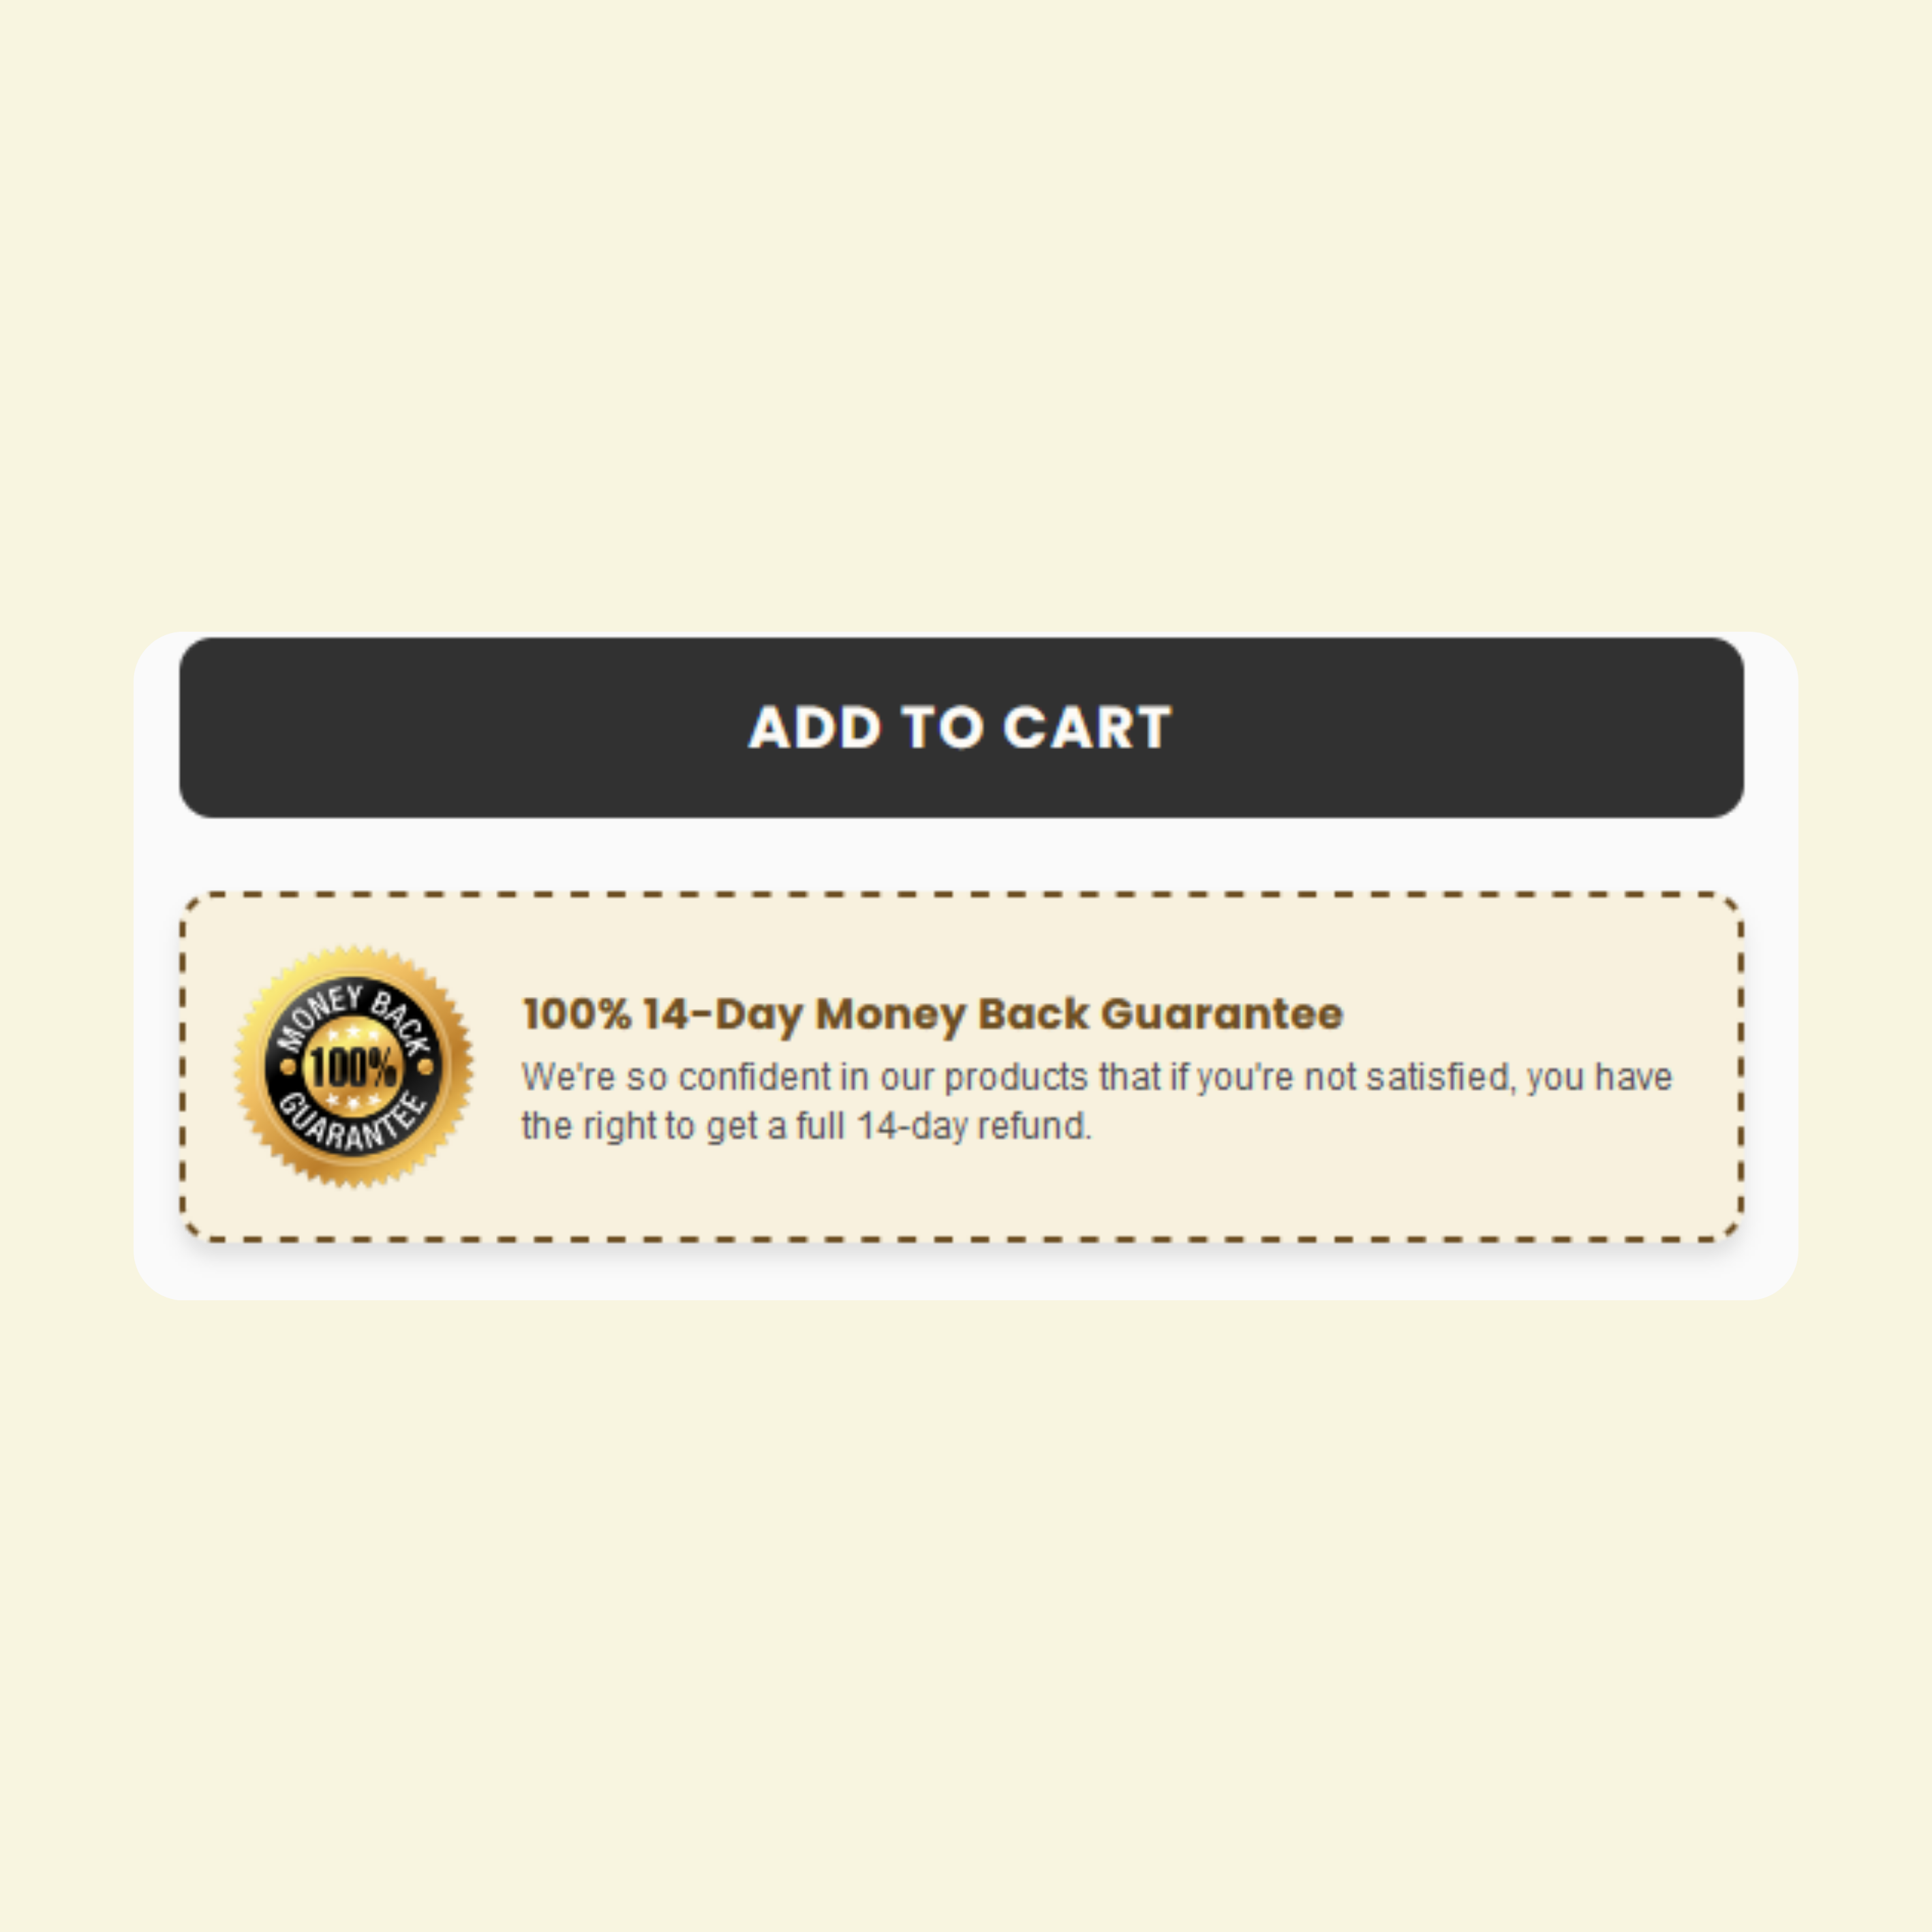 ADD TO CART
MONEY BACK
100%
GUARANTEE
100% 14-Day Money Back Guarantee
We're so confident in our products that if you're not satisfied, you have
the right to get a full 14-day refund.